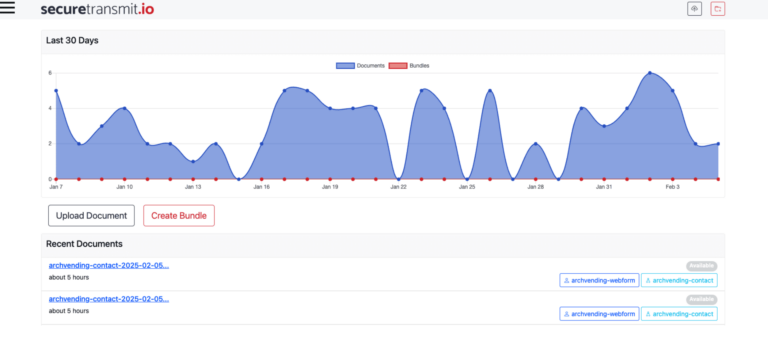 securetransmit.io
Last 30 Days
Documents Bundles
6
4
2
0
Jan 7 Jan 10 Jan 13 Jan 16 Jan 19 Jan 22 Jan 25 Jan 28 Jan 31 Feb 3
Upload Document Create Bundle
Recent Documents
archvending-contact-2025-02-05... Available
about 5 hours archvending-webform archvending-contact
archvending-contact-2025-02-05... Available
about 5 hours archvending-webform archvending-contact